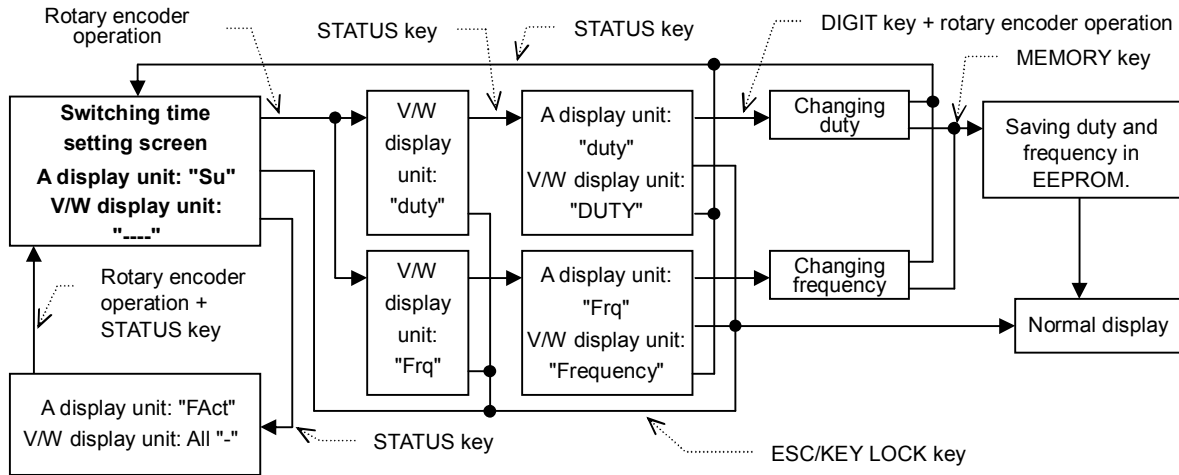 Rotary encoder
operation
STATUS key
STATUS key
DIGIT key + rotary encoder operation
MEMORY key
Switching time
setting screen
A display unit: "Su"
V/W display unit:
"----"
V/W
display
unit:
"duty"
A display unit:
"duty"
V/W display unit:
"DUTY"
Changing
duty
Saving duty and
frequency in
EEPROM.
V/W
display
unit:
"Frq"
A display unit:
"Frq"
V/W display unit:
"Frequency"
Changing
frequency
Normal display
Rotary encoder
operation +
STATUS key
A display unit: "FAct"
V/W display unit: All "-"
STATUS key
ESC/KEY LOCK key